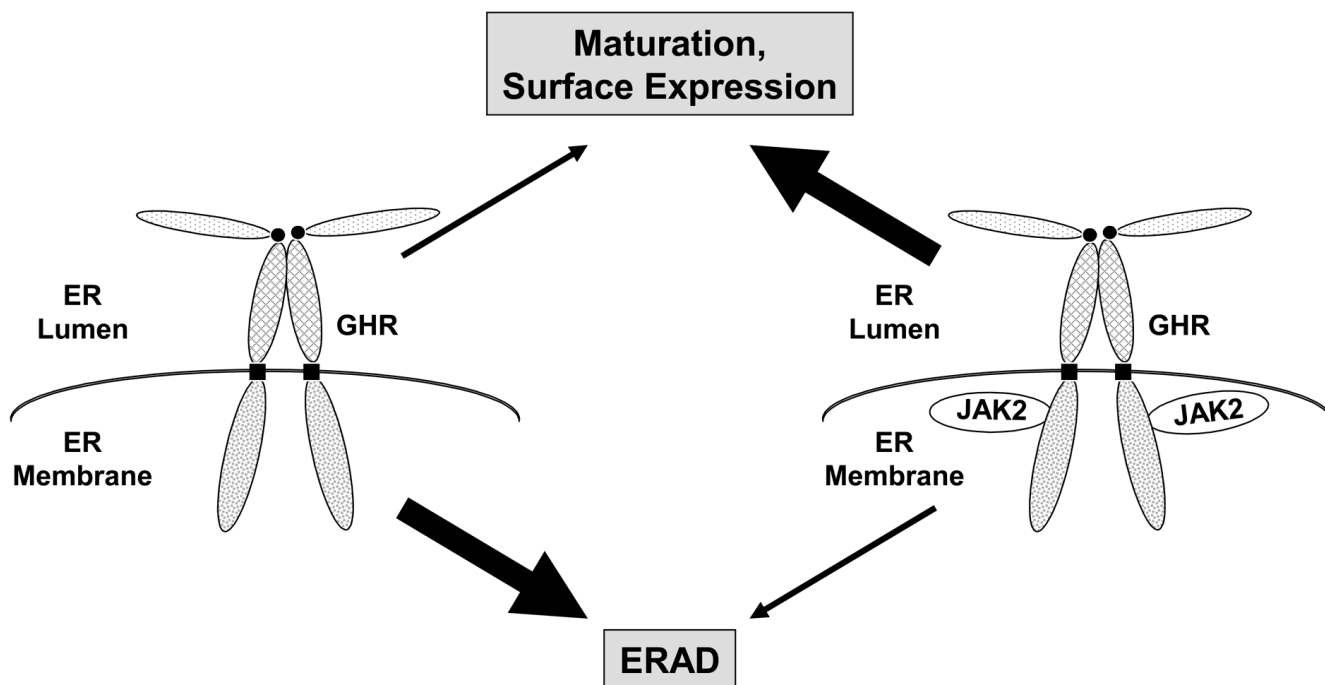 Maturation,
Surface Expression
ER
Lumen
GHR
ER
Membrane
ER
Lumen
GHR
JAK2
JAK2
ER
Membrane
ERAD